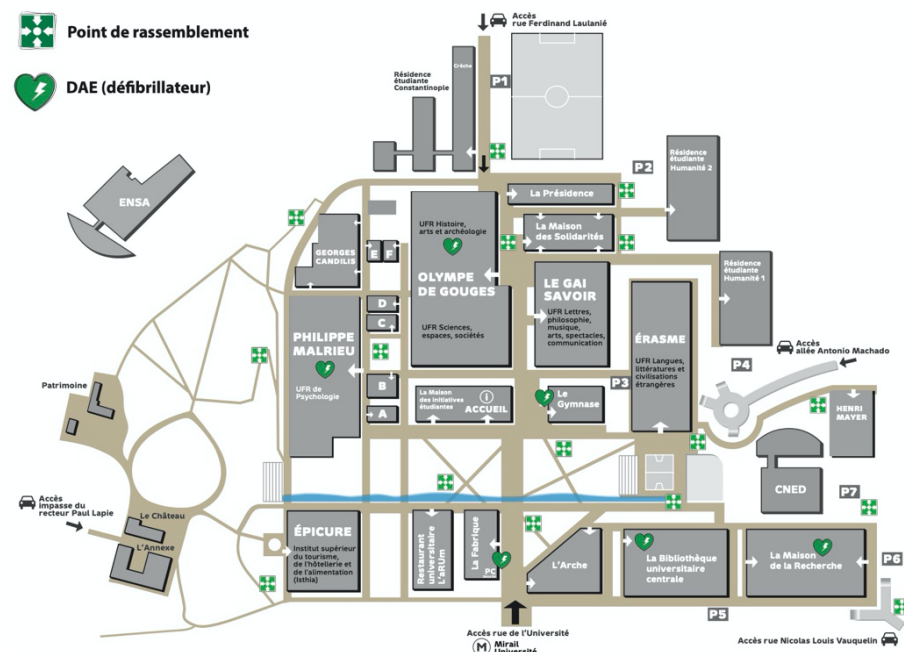 Point de rassemblement
DAE (défibrillateur)
Accès
rue Ferdinand Laulanié
P1
Crèche
Résidence
étudiante
Constantinople
P2
Résidence
étudiante
Humanité 2
La Présidence
La Maison
des Solidarités
ENSA
GEORGES
CANDILIS
E
F
UFR Histoire,
arts et archéologie
OLYMPE
DE GOUGES
UFR Sciences,
espaces, sociétés
LE GAI
SAVOIR
UFR Lettres,
philosophie,
musique,
arts, spectacles,
communication
Résidence
étudiante
Humanité 1
ÉRASME
UFR Langues,
littératures et
civilisations
étrangères
D
C
PHILIPPE
MALRIEU
UFR de
Psychologie
B
A
La Maison
des initiatives
étudiantes
ACCUEIL
P3
Le
Gymnase
P4
Accès
allée Antonio Machado
HENRI
MAYER
CNED
P7
Patrimoine
Accès
impasse du
recteur Paul Lapie
Le Château
L'Annexe
ÉPICURE
Institut supérieur
du tourisme,
de l'hôtellerie et
de l'alimentation
(Isthia)
Restaurant
universitaire
L'aRUm
La Fabrique
PC
L'Arche
La Bibliothèque
universitaire
centrale
La Maison
de la Recherche
P6
P5
Accès rue de l'Université
M Mirail
Université
Accès rue Nicolas Louis Vauquelin